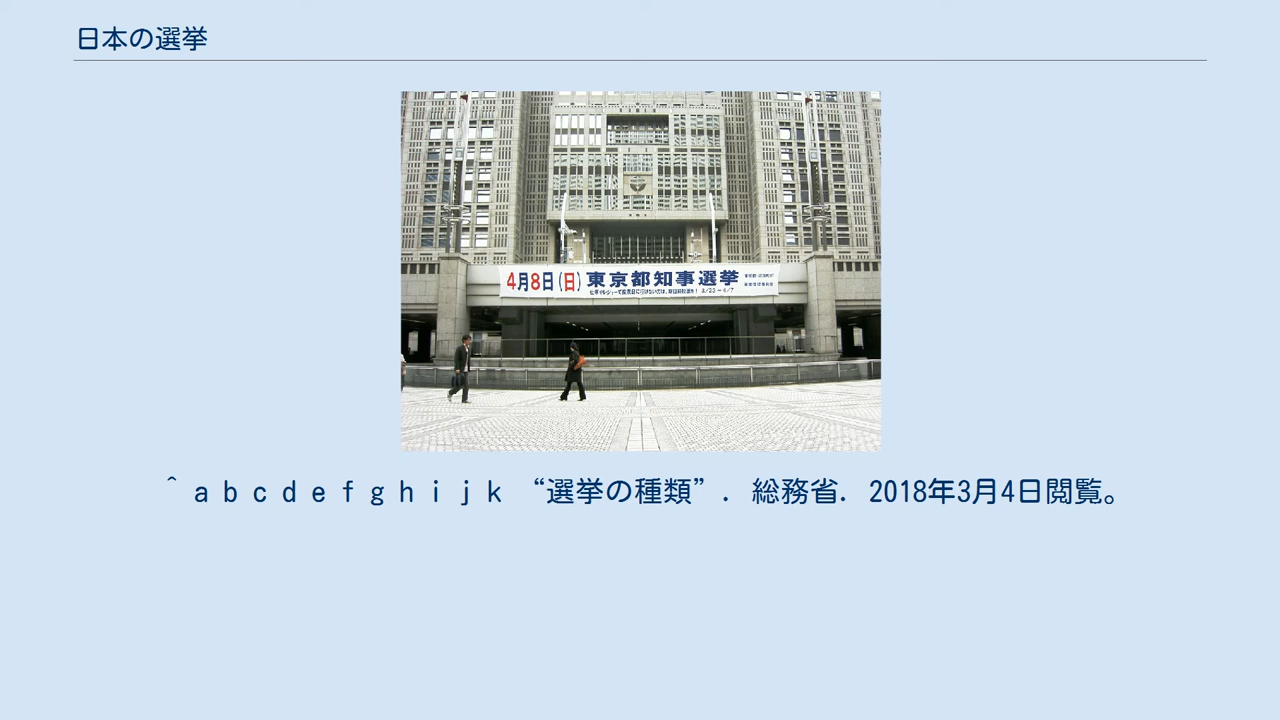 日本の選挙
4月8日(日)東京都知事選挙
^ a b c d e f g h i j k “選挙の種類”. 総務省. 2018年3月4日閲覧。